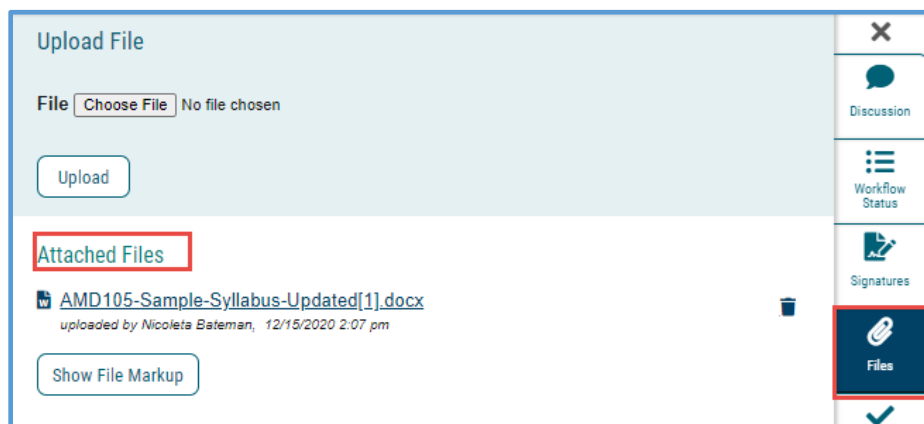 Upload File
File Choose File No file chosen
Upload
Attached Files
AMD105-Sample-Syllabus-Updated[1].docx
uploaded by Nicoleta Bateman, 12/15/2020 2:07 pm
Show File Markup
Discussion
Workflow
Status
Signatures
Files